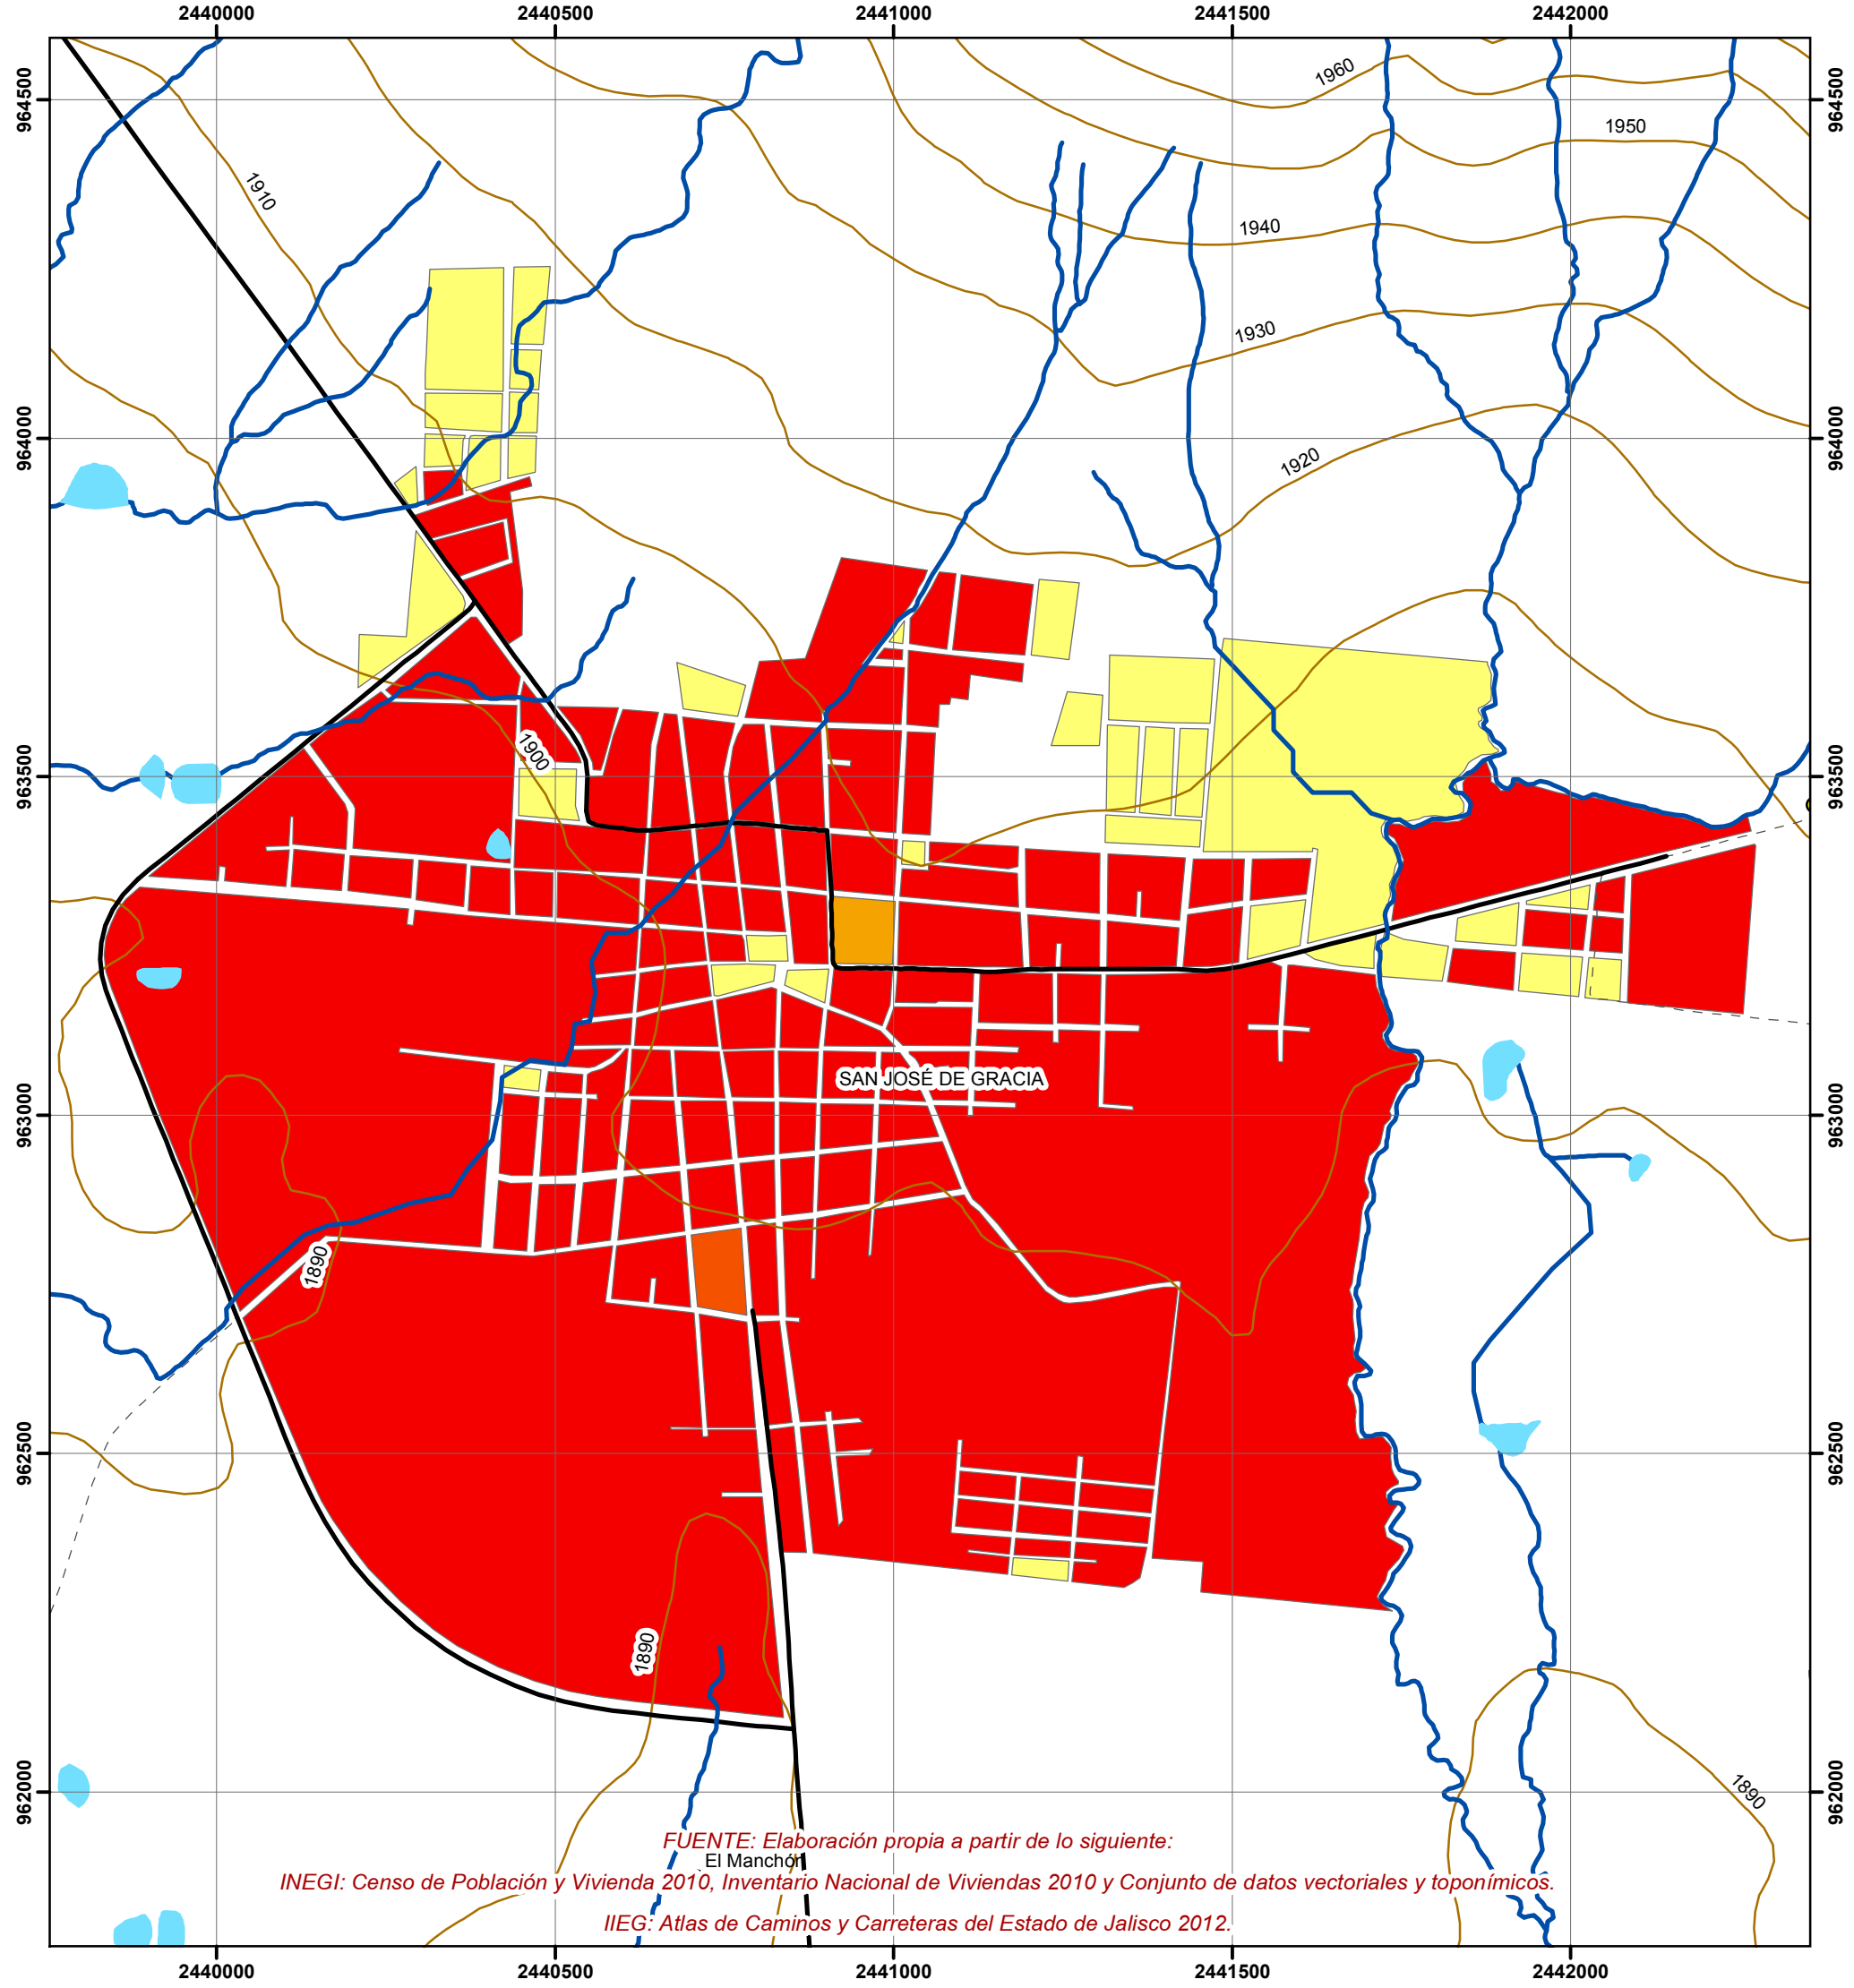 2440000 2440500 2441000 2441500 2442000
964500 964500
1960
1950
1910
1940
1930
964000 964000
1920
963500 963500
1900
SAN JOSÉ DE GRACIA
963000 963000
1890
962500 962500
1890
962000 962000
1890
FUENTE: Elaboración propia a partir de lo siguiente:
El Manchón
INEGI: Censo de Población y Vivienda 2010, Inventario Nacional de Viviendas 2010 y Conjunto de datos vectoriales y toponímicos.
IIEG: Atlas de Caminos y Carreteras del Estado de Jalisco 2012.
2440000 2440500 2441000 2441500 2442000